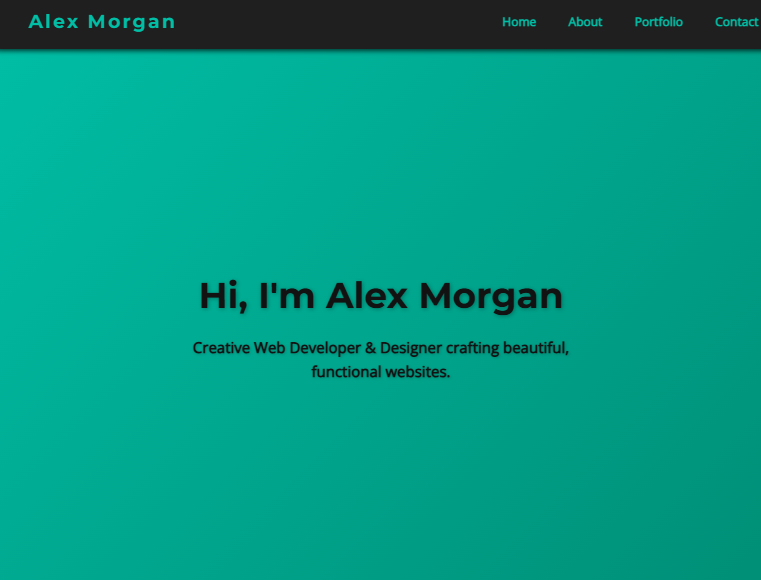 Alex Morgan
Home About Portfolio Contact
Hi, I'm Alex Morgan
Creative Web Developer & Designer crafting beautiful,
functional websites.